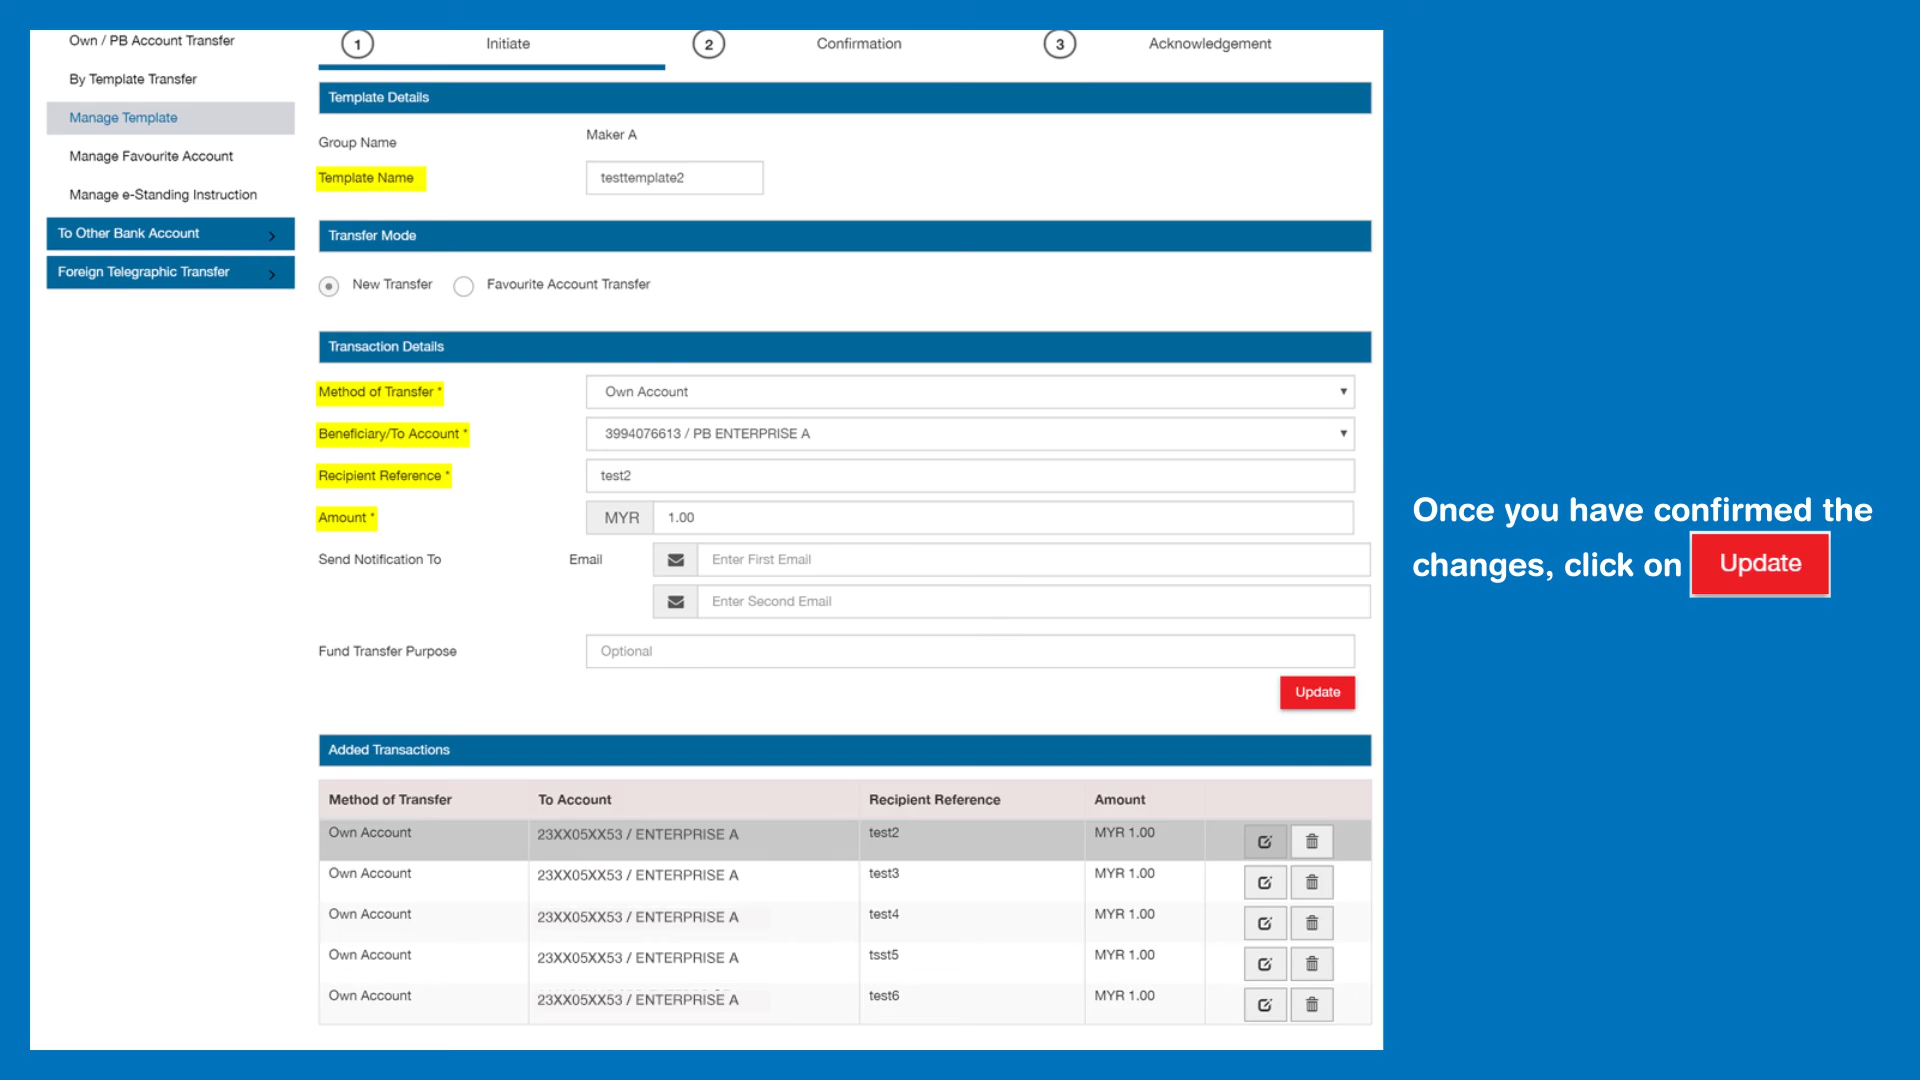 Own / PB Account Transfer
By Template Transfer
Manage Template
Manage Favourite Account
Manage e-Standing Instruction
To Other Bank Account
Foreign Telegraphic Transfer
1 Initiate 2 Confirmation 3 Acknowledgement
Template Details
Group Name Maker A
Template Name testtemplate2
Transfer Mode
New Transfer Favourite Account Transfer
Transaction Details
Method of Transfer * Own Account
Beneficiary/To Account * 3994076613 / PB ENTERPRISE A
Recipient Reference * test2
Amount * MYR 1.00
Send Notification To Email Enter First Email
Enter Second Email
Fund Transfer Purpose Optional
Update
Added Transactions
Method of Transfer To Account Recipient Reference Amount
Own Account 23XX05XX53 / ENTERPRISE A test2 MYR 1.00
Own Account 23XX05XX53 / ENTERPRISE A test3 MYR 1.00
Own Account 23XX05XX53 / ENTERPRISE A test4 MYR 1.00
Own Account 23XX05XX53 / ENTERPRISE A tsst5 MYR 1.00
Own Account 23XX05XX53 / ENTERPRISE A test6 MYR 1.00
Once you have confirmed the
changes, click on Update